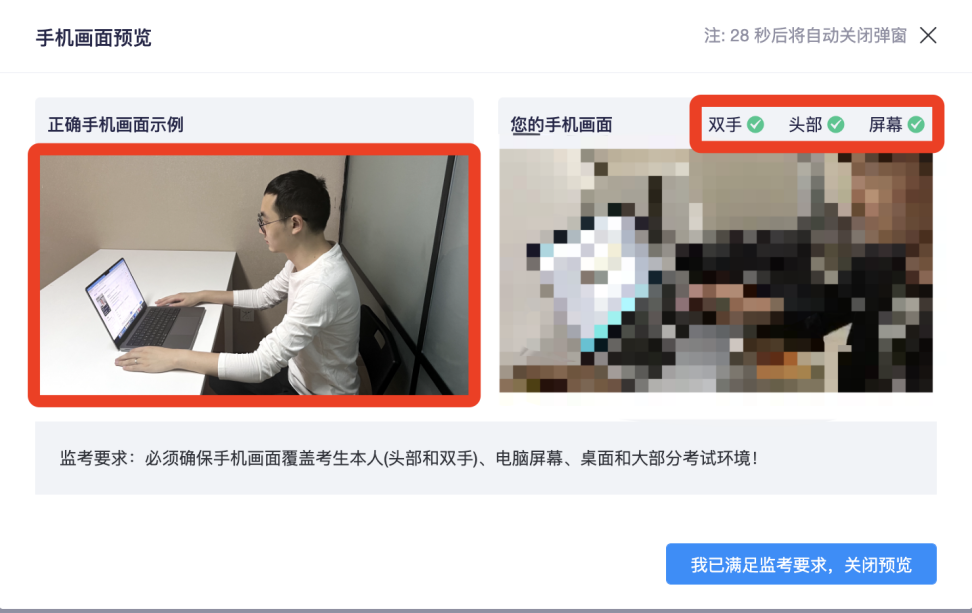 手机画面预览
注: 28 秒后将自动关闭弹窗
正确手机画面示例
您的手机画面
双手 头部 屏幕
监考要求：必须确保手机画面覆盖考生本人(头部和双手)、电脑屏幕、桌面和大部分考试环境！
我已满足监考要求，关闭预览